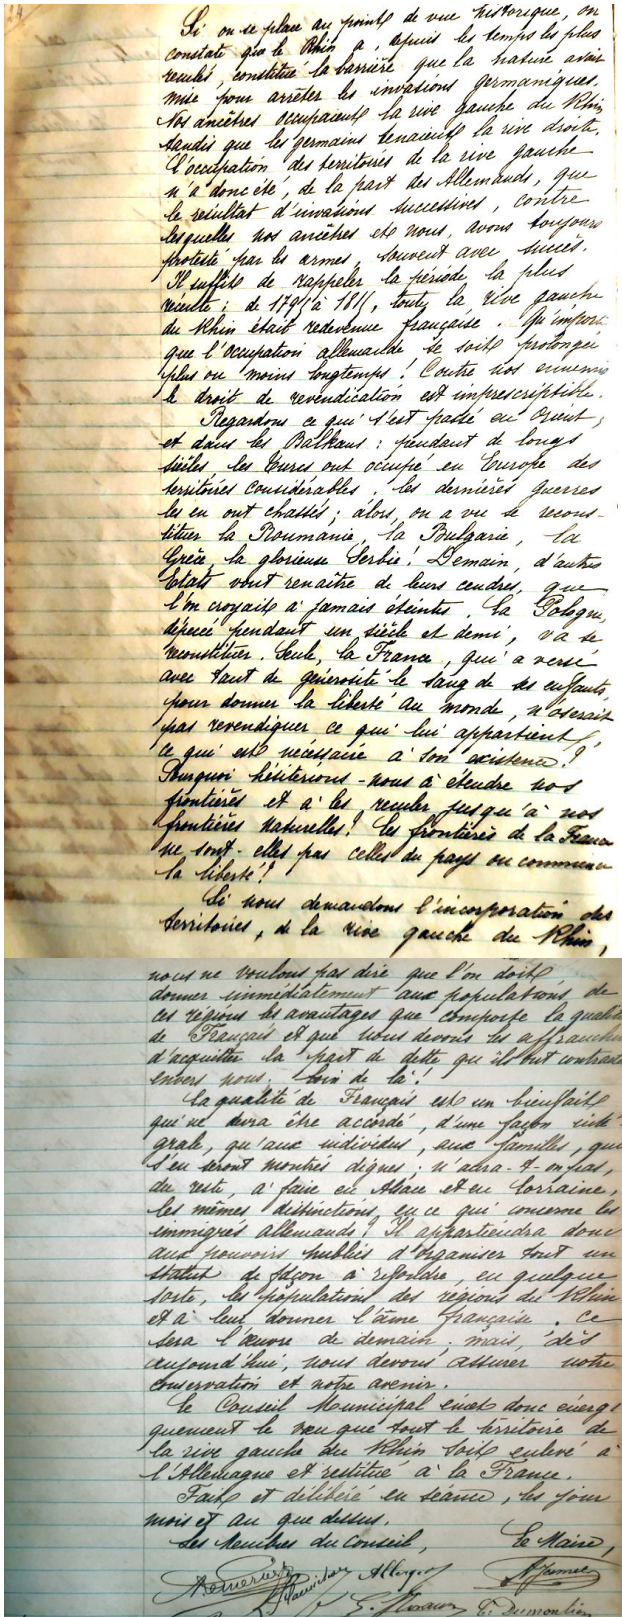 24
Si on se place au point de vue historique, on
constate que le Rhin a, depuis les temps les plus
reculés, constitué la barrière que la nature avait
mise pour arrêter les invasions germaniques.
Nos ancêtres occupaient la rive gauche du Rhin
tandis que les germains tenaient la rive droite.
L'occupation des territoires de la rive gauche
n'a donc été, de la part des Allemands, que
le résultat d'invasions successives, contre
lesquelles nos ancêtres et nous, avons toujours
protesté par les armes, souvent avec succès.
Il suffit de rappeler la période la plus
récente : de 1795 à 1815, toute la rive gauche
du Rhin était redevenue française. Qu'importe
que l'occupation allemande se soit prolongée
plus ou moins longtemps ! Contre nos ennemis
le droit de revendication est imprescriptible.
Regardons ce qui s'est passé en Orient,
et dans les Balkans : pendant de longs
siècles, les Turcs ont occupé en Europe des
territoires considérables. les dernières guerres
les en ont chassés ; alors, on a vu se recons-
tituer la Roumanie, la Bulgarie, la
Grèce, la glorieuse Serbie ! Demain, d'autres
Etats vont renaître de leurs cendres, que
l'on croyait à jamais éteintes. La Pologne,
dépecée pendant un siècle et demi, va se
reconstituer. Seule, la France, qui a versé
avec tant de générosité le sang de ses enfants,
pour donner la liberté au monde, n'oserait
pas revendiquer ce qui lui appartient,
ce qui est nécessaire à son existence ?
Pourquoi hésiterions-nous à étendre nos
frontières et à les reculer jusqu'à nos
frontières naturelles ? les frontières de la France
ne sont-elles pas celles du pays où commence
la liberté ?
Si nous demandons l'incorporation des
territoires, de la rive gauche du Rhin,
nous ne voulons pas dire que l'on doit
donner immédiatement aux populations de
ces régions les avantages que comporte la qualité
de Français et que nous devons les affranchir
d'acquitter la part de dette qu'ils ont contractée
envers nous. Loin de là !
La qualité de Français est un bienfait
qui ne devra être accordé, d'une façon inté-
grale, qu'aux individus, aux familles, qui
s'en seront montrés dignes ; n'aura-t-on pas,
du reste, à faire en Alsace et en Lorraine,
les mêmes distinctions, en ce qui concerne les
immigrés allemands ? Il appartiendra donc
aux pouvoirs publics d'organiser tout un
statut de façon à refondre, en quelque
sorte, les populations des régions du Rhin
et à leur donner l'âme française. Ce
sera l'œuvre de demain ; mais, dès
aujourd'hui, nous devons assurer notre
conservation et notre avenir.
Le Conseil Municipal émet donc énergi
quement le vœu que tout le territoire de
la rive gauche du Rhin soit enlevé à
l'Allemagne et restitué à la France.
Fait et délibéré en séance, les jour
mois et an que dessus.
Les Membres du Conseil, Le Maire,
E. Dumontier